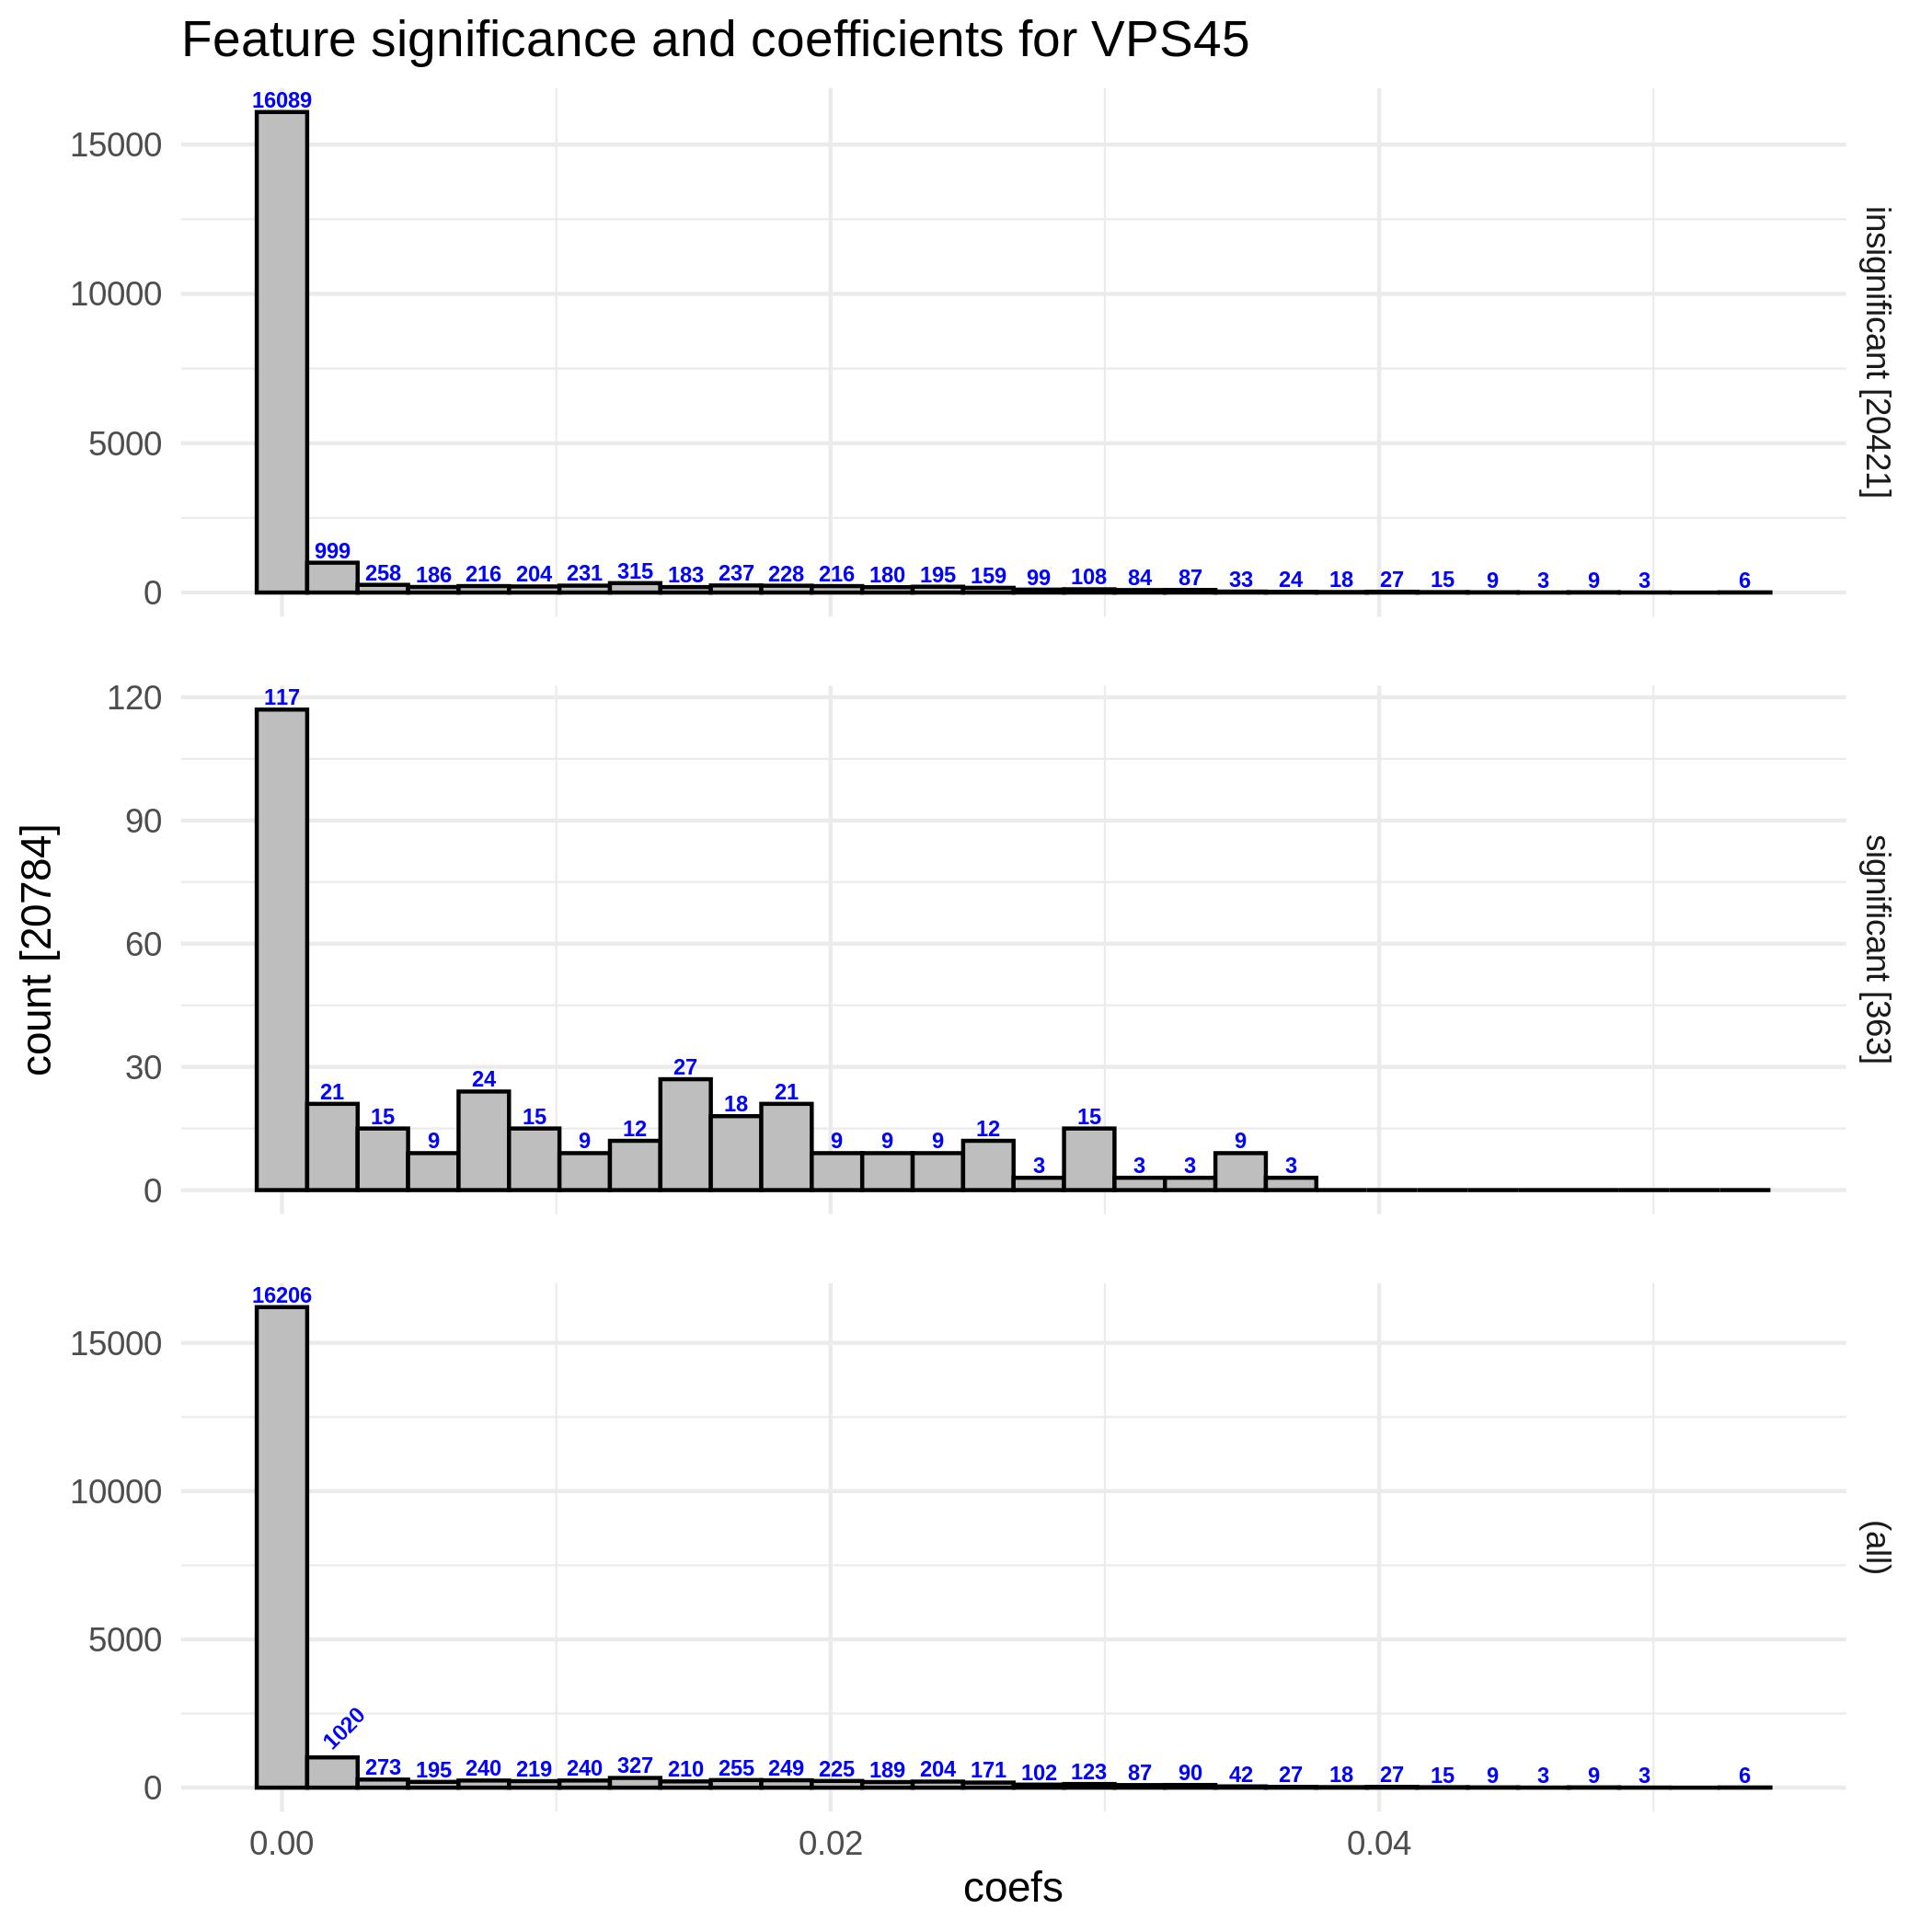 Feature significance and coefficients for VPS45
16089
15000
10000
5000
0
999 258 186 216 204 231 315 183 237 228 216 180 195 159 99 108 84 87 33 24 18 27 15 9 3 9 3 6
insignificant [20421]
120
90
60
30
0
117 21 15 9 24 15 9 12 27 18 21 9 9 9 12 3 15 3 3 9 3
significant [363]
count [20784]
16206
15000
10000
5000
0
1020 273 195 240 219 240 327 210 255 249 225 189 204 171 102 123 87 90 42 27 18 27 15 9 3 9 3 6
(all)
0.00 0.02 0.04
coefs